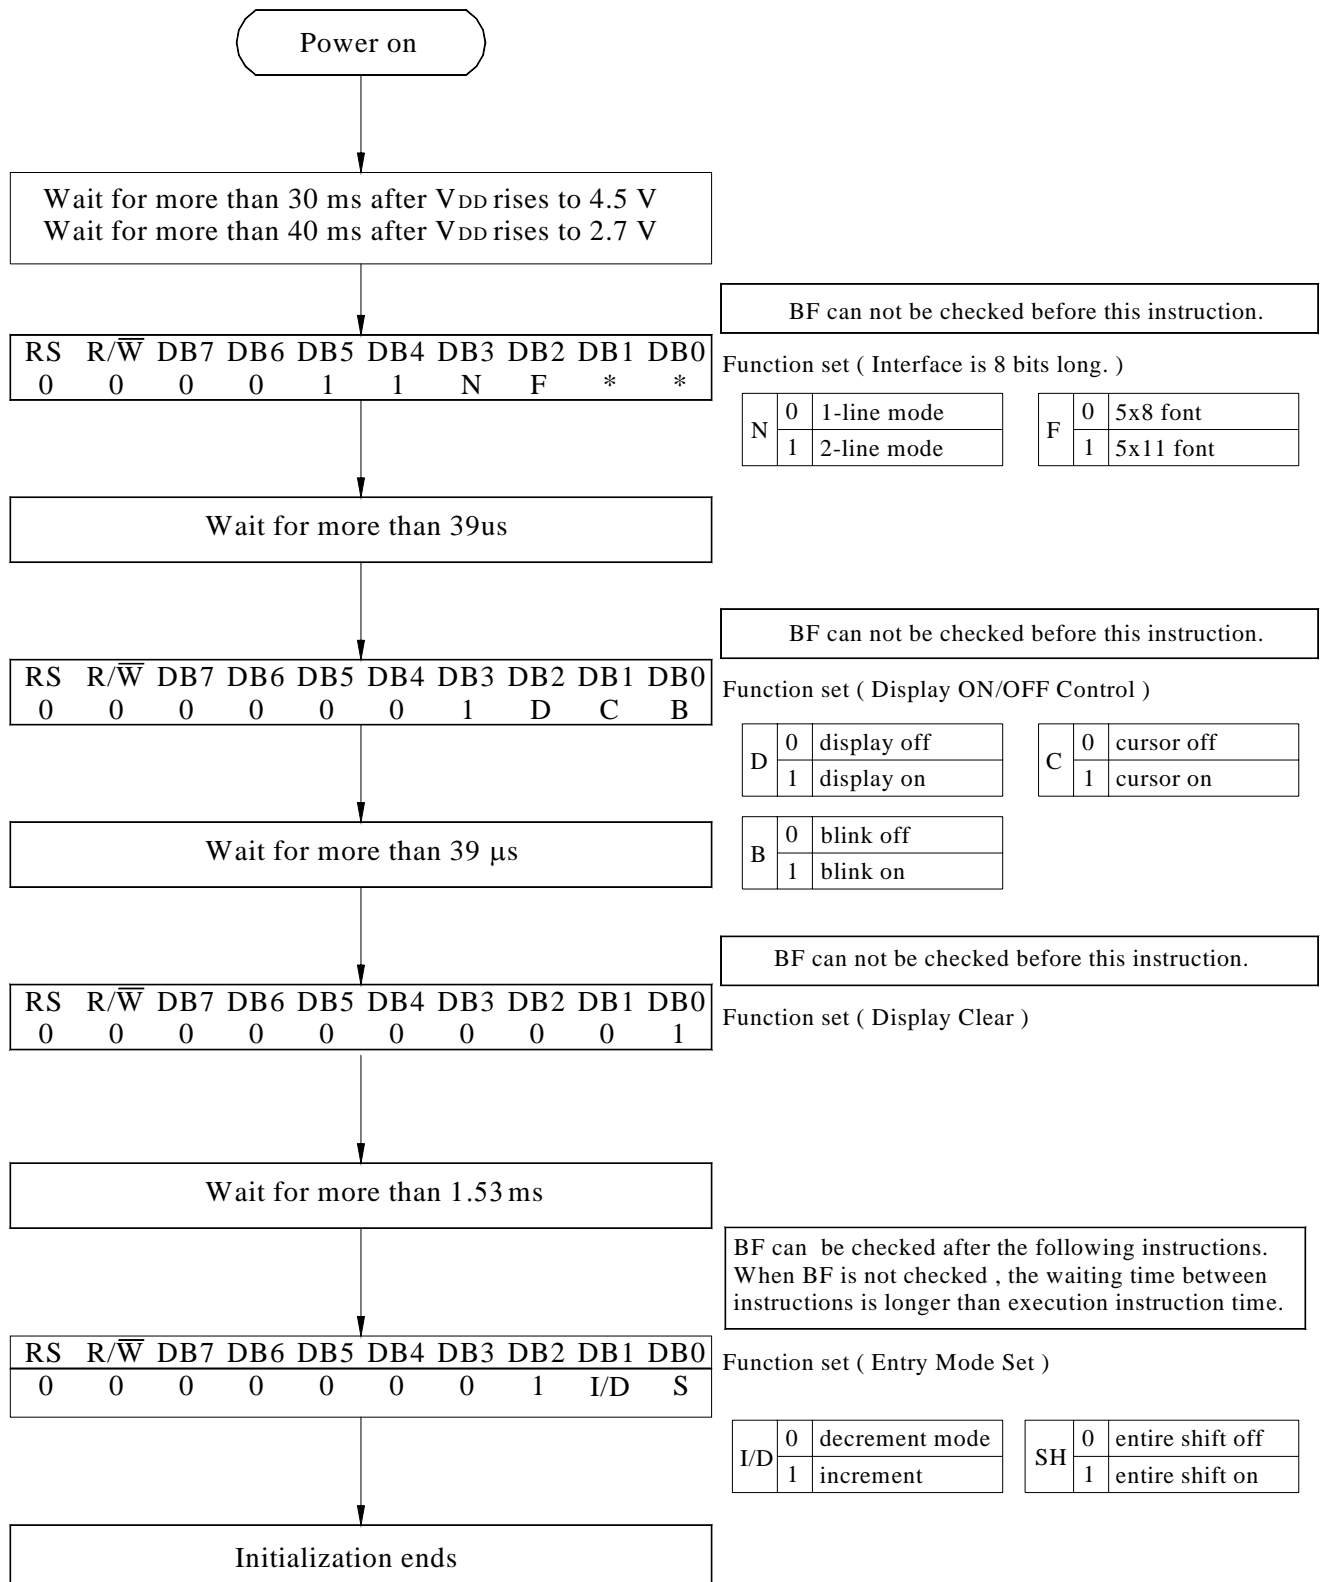 Power on
Wait for more than 30 ms after VDD rises to 4.5 V
Wait for more than 40 ms after VDD rises to 2.7 V
BF can not be checked before this instruction.
RS R/W̅ DB7 DB6 DB5 DB4 DB3 DB2 DB1 DB0
0 0 0 0 1 1 N F * *
Function set ( Interface is 8 bits long. )
N 0 1-line mode
1 2-line mode
F 0 5x8 font
1 5x11 font
Wait for more than 39us
BF can not be checked before this instruction.
RS R/W̅ DB7 DB6 DB5 DB4 DB3 DB2 DB1 DB0
0 0 0 0 0 0 1 D C B
Function set ( Display ON/OFF Control )
D 0 display off
1 display on
C 0 cursor off
1 cursor on
B 0 blink off
1 blink on
Wait for more than 39 μs
BF can not be checked before this instruction.
RS R/W̅ DB7 DB6 DB5 DB4 DB3 DB2 DB1 DB0
0 0 0 0 0 0 0 0 0 1
Function set ( Display Clear )
Wait for more than 1.53 ms
BF can be checked after the following instructions.
When BF is not checked , the waiting time between
instructions is longer than execution instruction time.
RS R/W̅ DB7 DB6 DB5 DB4 DB3 DB2 DB1 DB0
0 0 0 0 0 0 0 1 I/D S
Function set ( Entry Mode Set )
I/D 0 decrement mode
1 increment
SH 0 entire shift off
1 entire shift on
Initialization ends